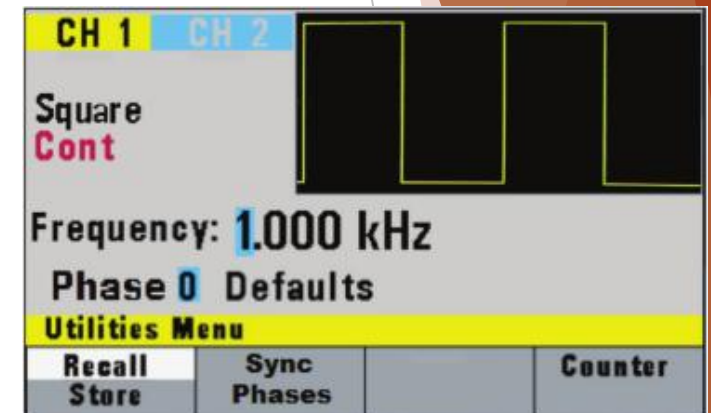 CH 1 CH 2
Square
Cont
Frequency: 1.000 kHz
Phase 0 Defaults
Utilities Menu
Recall Sync Counter
Store Phases